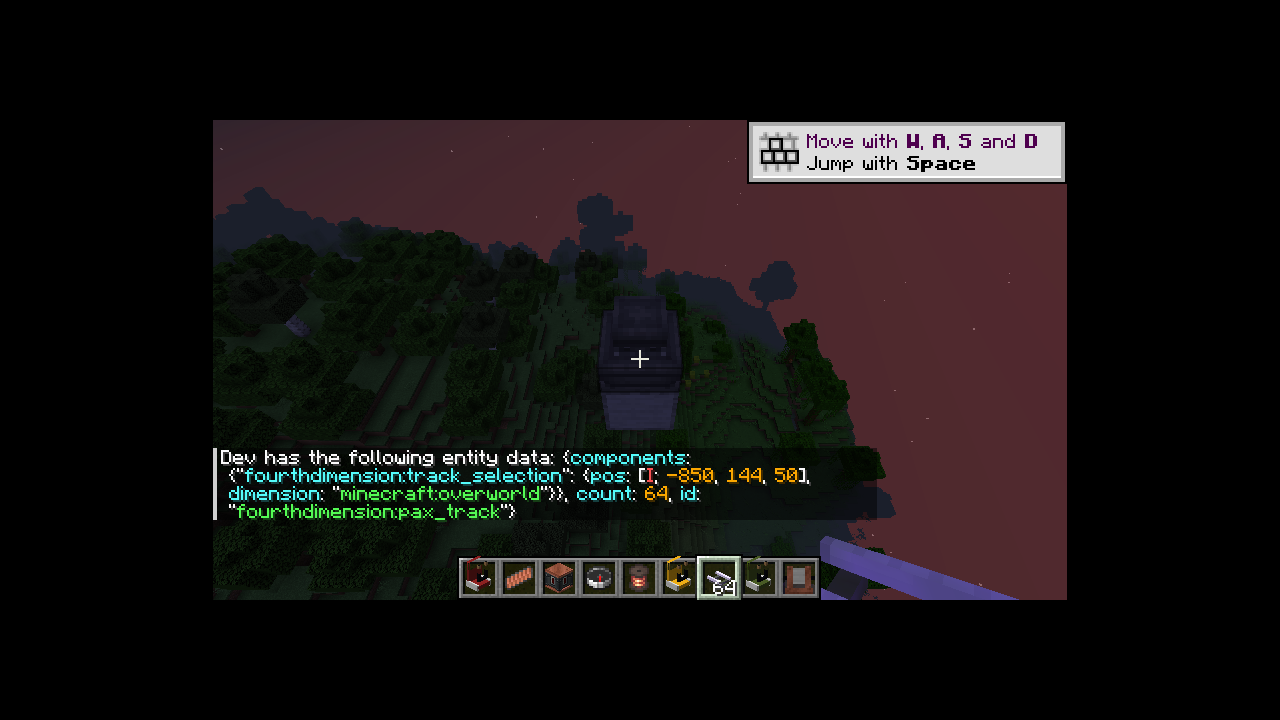 Move with W, A, S and D
Jump with Space
Dev has the following entity data: {components:
{"fourthdimension:track_selection": {pos: [I; -850, 144, 50],
dimension: "minecraft:overworld"}}, count: 64, id:
"fourthdimension:pax_track"}
64